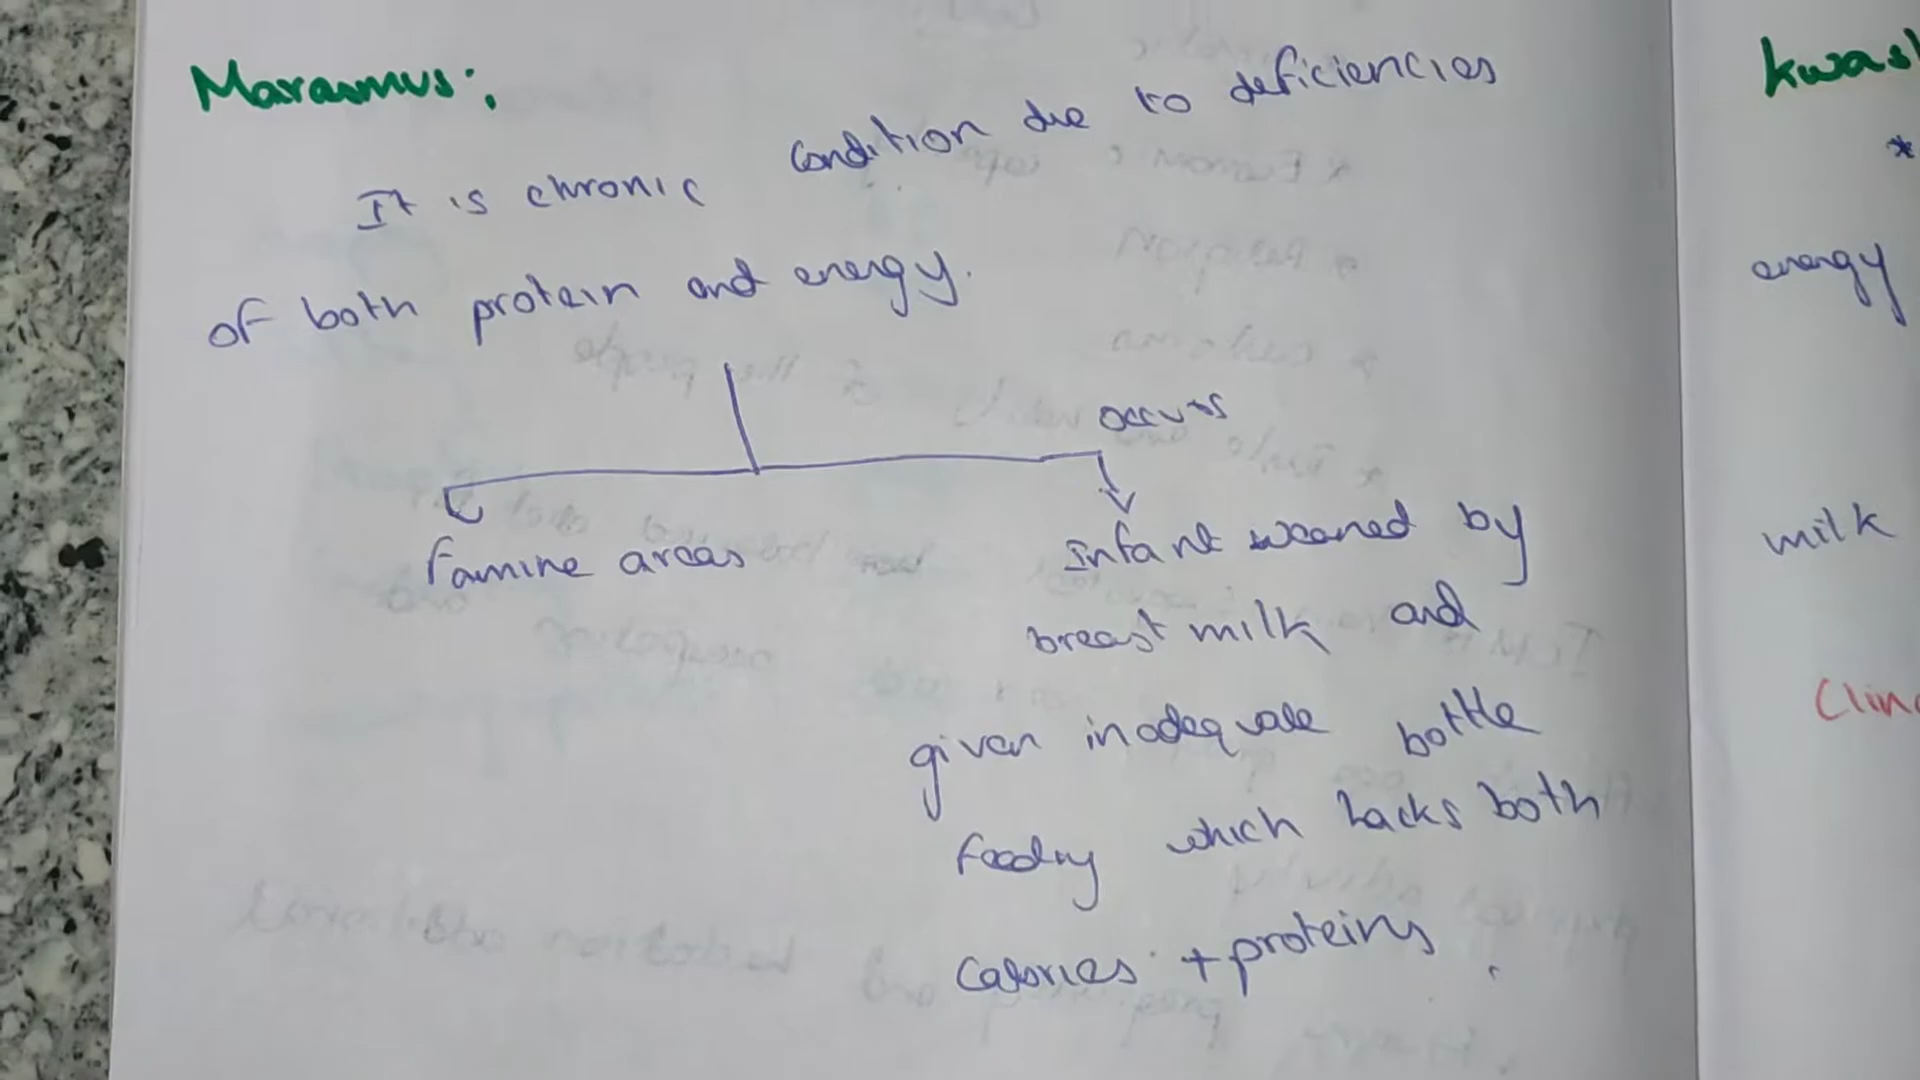 Marasmus:
It is chronic condition due to deficiencies
of both protein and energy.
occurs
famine areas
Infant weaned by
breast milk and
given inadequate bottle
feeding which lacks both
calories + proteins.
kwash
*
energy
milk
Clin